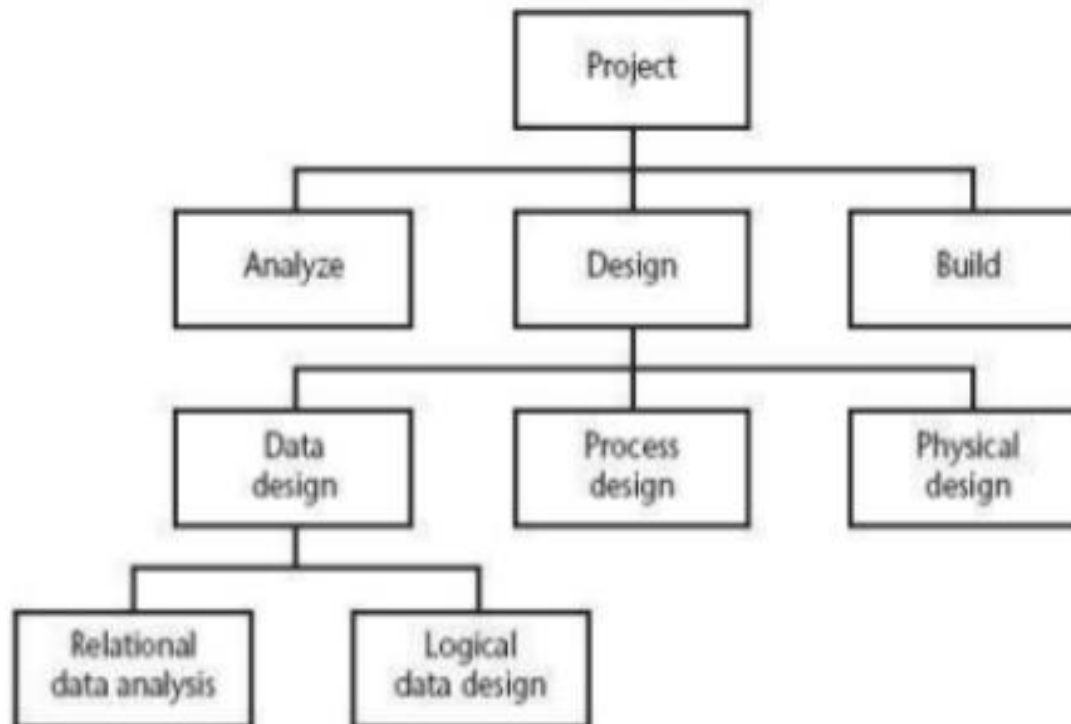 Project
Analyze
Design
Build
Data
design
Process
design
Physical
design
Relational
data analysis
Logical
data design